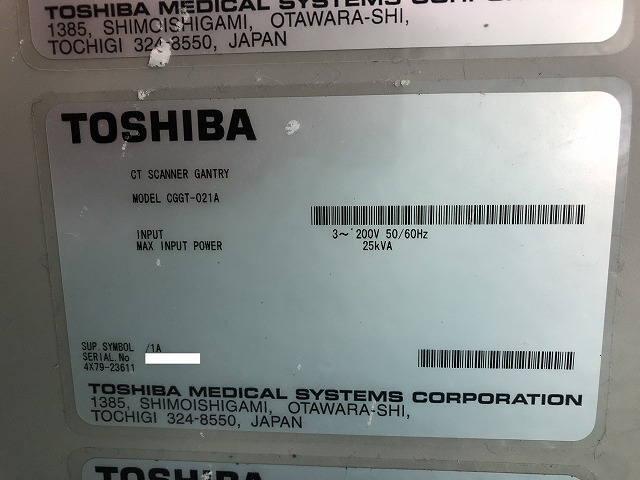 TOSHIBA MEDICAL SYSTEMS CORPORATION
1385, SHIMOISHIGAMI, OTAWARA-SHI,
TOCHIGI 324-8550, JAPAN
TOSHIBA
CT SCANNER GANTRY
MODEL CGGT-021A
INPUT 3~ 200V 50/60Hz
MAX INPUT POWER 25kVA
SUP. SYMBOL /1A
SERIAL.No
4X79-23611
TOSHIBA MEDICAL SYSTEMS CORPORATION
1385, SHIMOISHIGAMI, OTAWARA-SHI,
TOCHIGI 324-8550, JAPAN
TOSHIBA